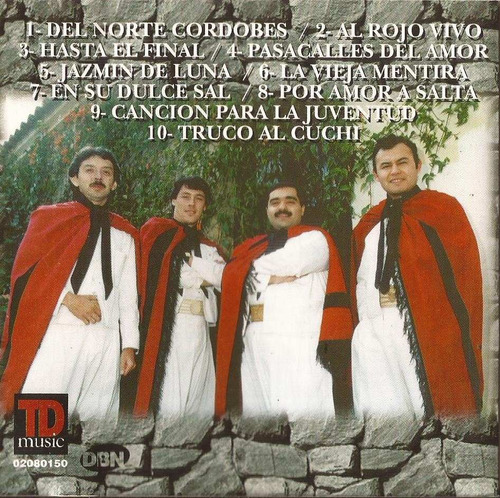 1- DEL NORTE CORDOBES / 2- AL ROJO VIVO
3- HASTA EL FINAL / 4- PASACALLES DEL AMOR
5- JAZMIN DE LUNA / 6- LA VIEJA MENTIRA
7- EN SU DULCE SAL / 8- POR AMOR A SALTA
9- CANCION PARA LA JUVENTUD
10- TRUCO AL CUCHI
TD
music
02080150
DBN